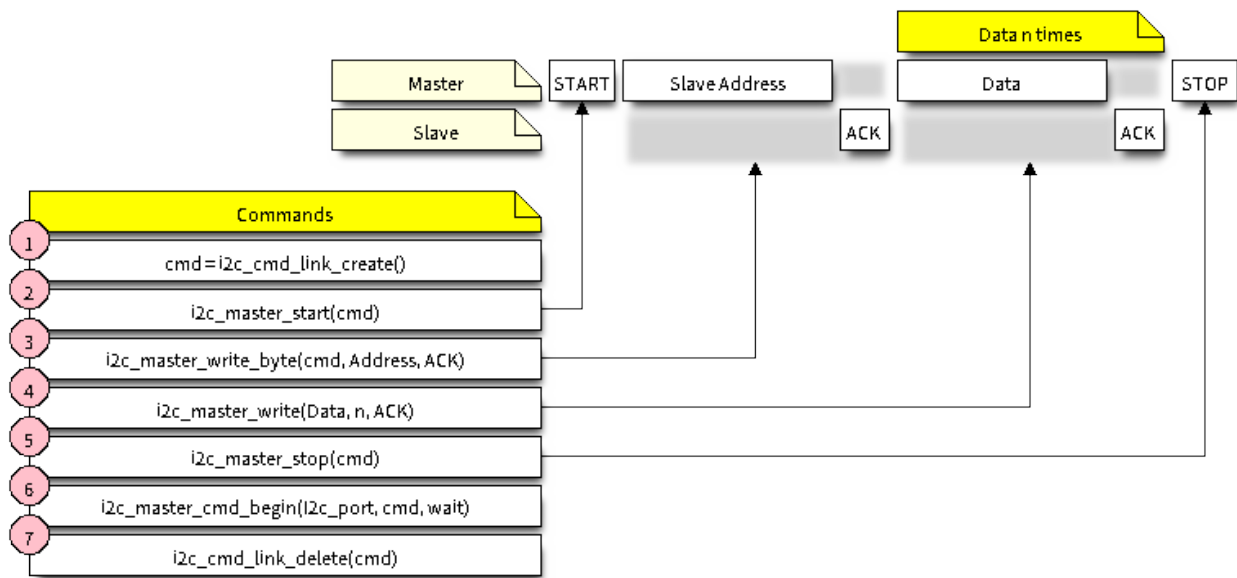 Data n times
Master
START
Slave Address
Data
STOP
Slave
ACK
ACK
Commands
1
cmd = i2c_cmd_link_create()
2
i2c_master_start(cmd)
3
i2c_master_write_byte(cmd, Address, ACK)
4
i2c_master_write(Data, n, ACK)
5
i2c_master_stop(cmd)
6
i2c_master_cmd_begin(I2c_port, cmd, wait)
7
i2c_cmd_link_delete(cmd)